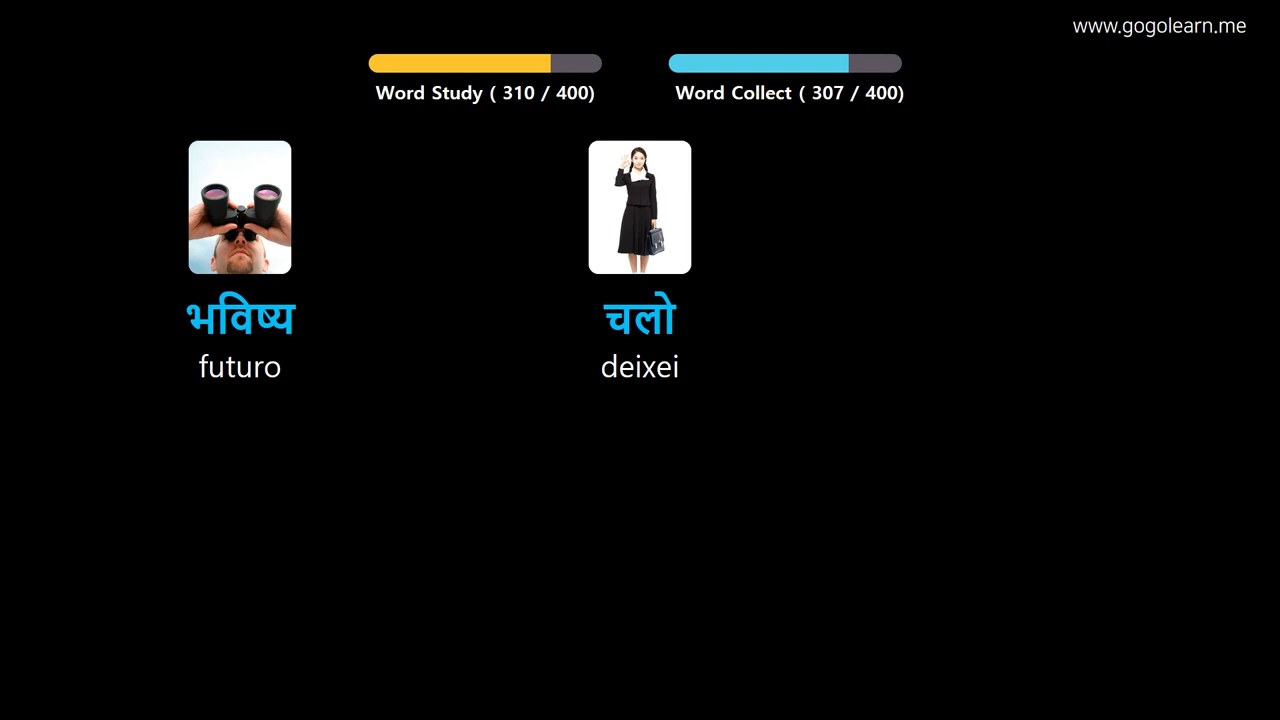 www.gogolearn.me
Word Study ( 310 / 400)
Word Collect ( 307 / 400)
भविष्य
futuro
चलो
deixei